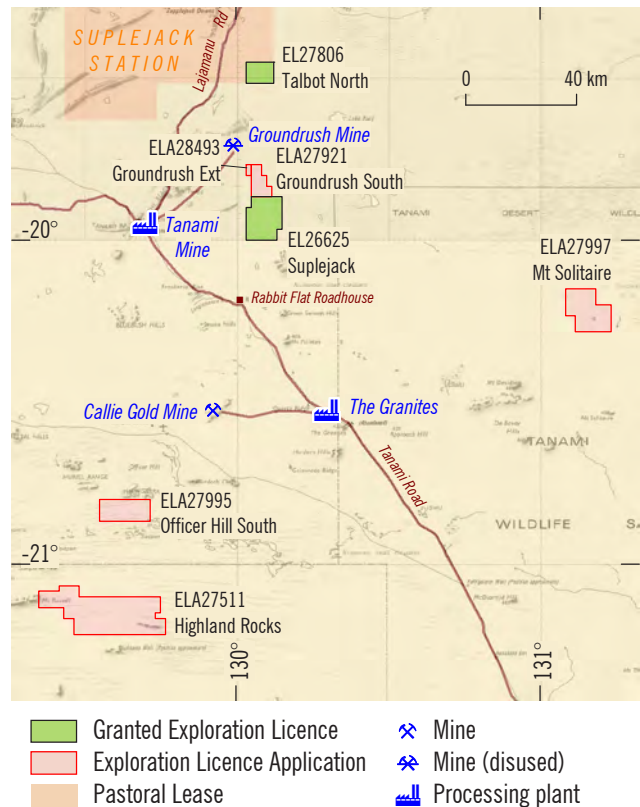 SUPLEJACK
STATION
Lajamanu Rd
EL27806
Talbot North
0 40 km
Groundrush Mine
ELA28493
Groundrush Ext
ELA27921
Groundrush South
TANAMI
DESERT
Tanami
Mine
-20°
EL26625
Suplejack
ELA27997
Mt Solitaire
Rabbit Flat Roadhouse
Callie Gold Mine
The Granites
TANAMI
Tanami Road
ELA27995
Officer Hill South
WILDLIFE
-21°
ELA27511
Highland Rocks
130°
131°
Granted Exploration Licence
Mine
Exploration Licence Application
Mine (disused)
Pastoral Lease
Processing plant